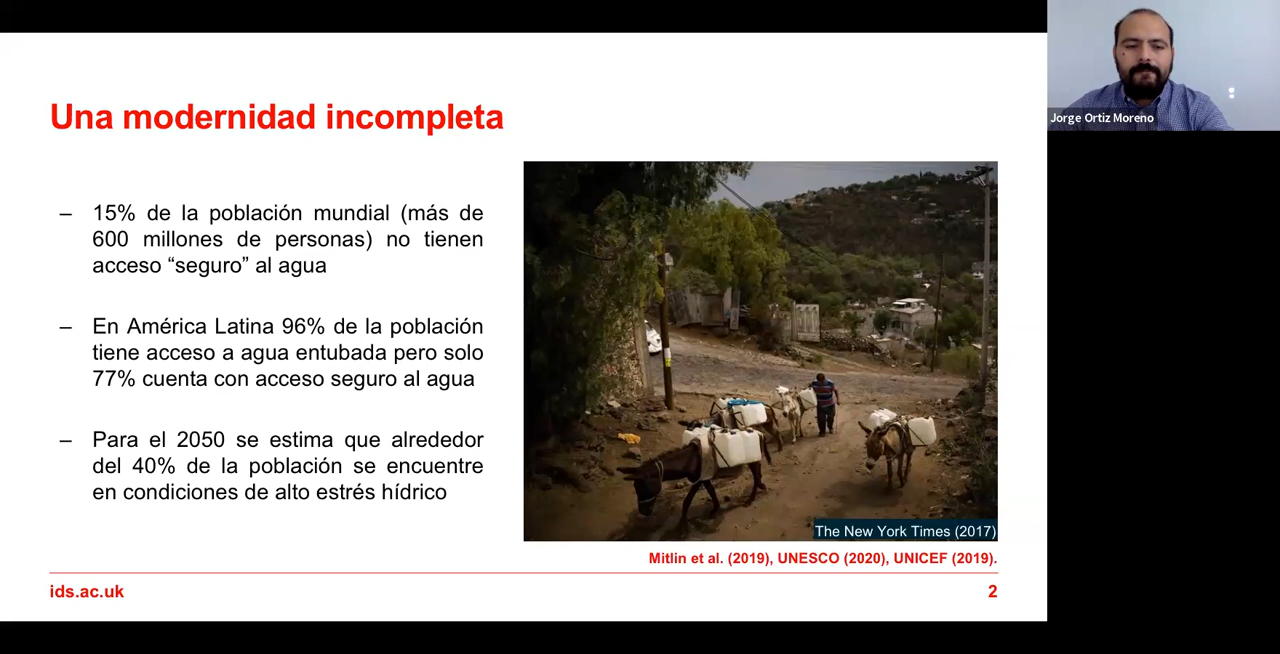 Una modernidad incompleta
– 15% de la población mundial (más de
600 millones de personas) no tienen
acceso “seguro” al agua
– En América Latina 96% de la población
tiene acceso a agua entubada pero solo
77% cuenta con acceso seguro al agua
– Para el 2050 se estima que alrededor
del 40% de la población se encuentre
en condiciones de alto estrés hídrico
The New York Times (2017)
Mitlin et al. (2019), UNESCO (2020), UNICEF (2019).
ids.ac.uk
2
Jorge Ortiz Moreno